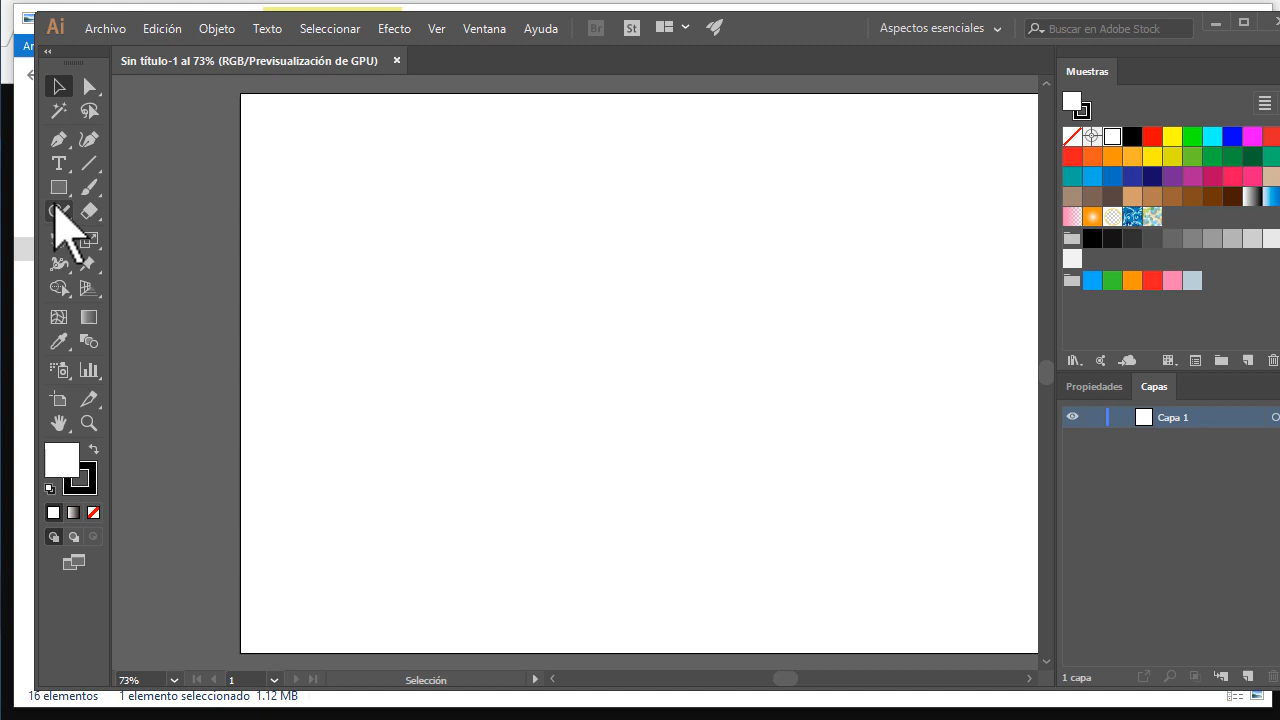 Ai Archivo Edición Objeto Texto Seleccionar Efecto Ver Ventana Ayuda Br St Aspectos esenciales Buscar en Adobe Stock
Sin título-1 al 73% (RGB/Previsualización de GPU)
Muestras
Propiedades Capas
Capa 1
73% 1 Selección 1 capa
16 elementos 1 elemento seleccionado 1.12 MB